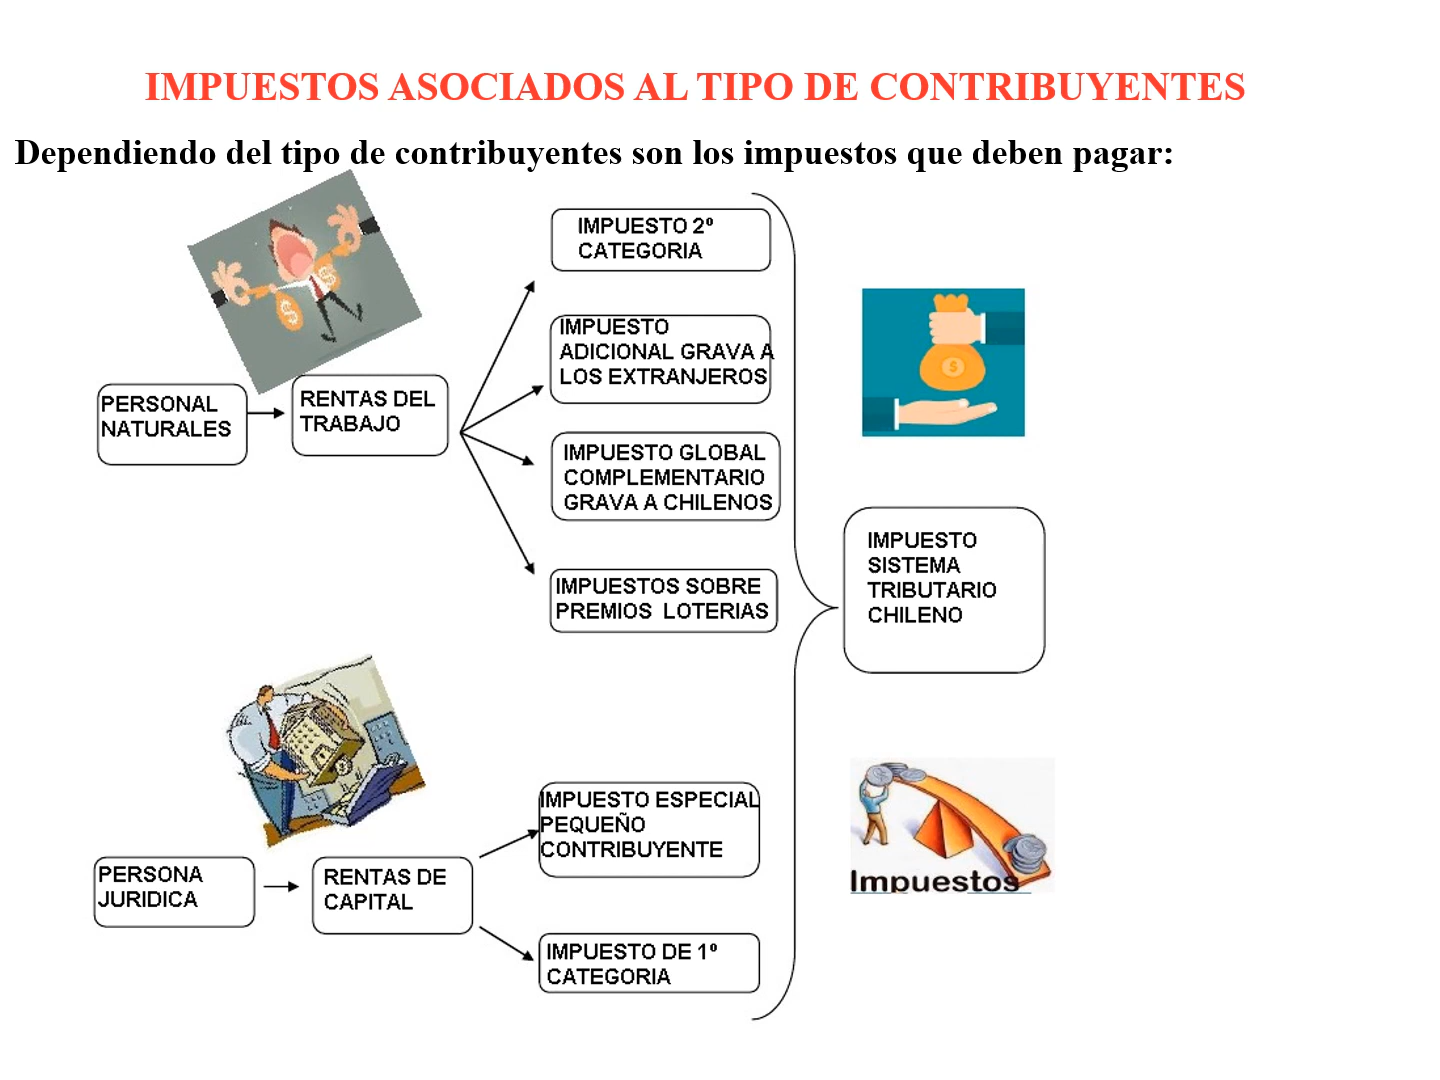 IMPUESTOS ASOCIADOS AL TIPO DE CONTRIBUYENTES
Dependiendo del tipo de contribuyentes son los impuestos que deben pagar:
PERSONAL
NATURALES
RENTAS DEL
TRABAJO
IMPUESTO 2º
CATEGORIA
IMPUESTO
ADICIONAL GRAVA A
LOS EXTRANJEROS
IMPUESTO GLOBAL
COMPLEMENTARIO
GRAVA A CHILENOS
IMPUESTOS SOBRE
PREMIOS LOTERIAS
IMPUESTO
SISTEMA
TRIBUTARIO
CHILENO
PERSONA
JURIDICA
RENTAS DE
CAPITAL
IMPUESTO ESPECIAL
PEQUEÑO
CONTRIBUYENTE
IMPUESTO DE 1º
CATEGORIA
Impuestos